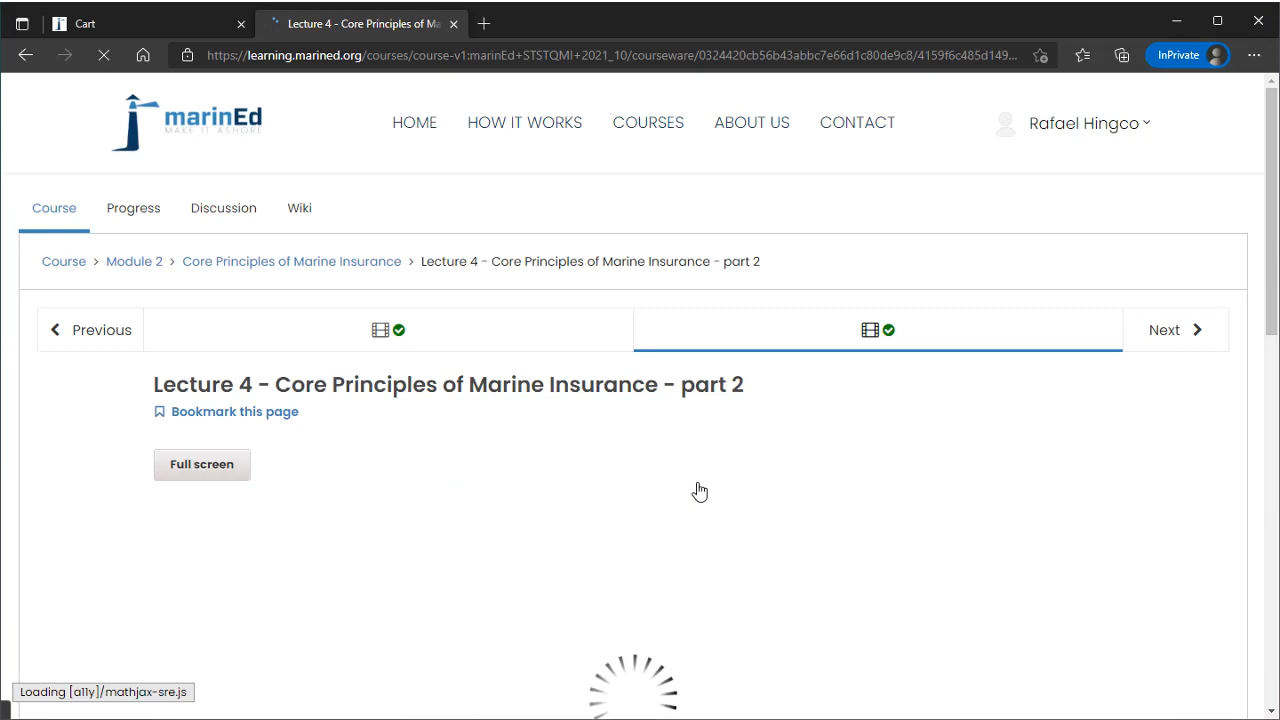 Cart
Lecture 4 - Core Principles of Ma
InPrivate
https://learning.marined.org/courses/course-v1:marinEd+STSTQMI+2021_10/courseware/0324420cb56b43abbc7e66d1c80de9c8/4159f6c485d149...
marinEd
MAKE IT ASHORE
HOME HOW IT WORKS COURSES ABOUT US CONTACT
Rafael Hingco
Course Progress Discussion Wiki
Course > Module 2 > Core Principles of Marine Insurance > Lecture 4 - Core Principles of Marine Insurance - part 2
Previous
Next
Lecture 4 - Core Principles of Marine Insurance - part 2
Bookmark this page
Full screen
Loading [a11y]/mathjax-sre.js